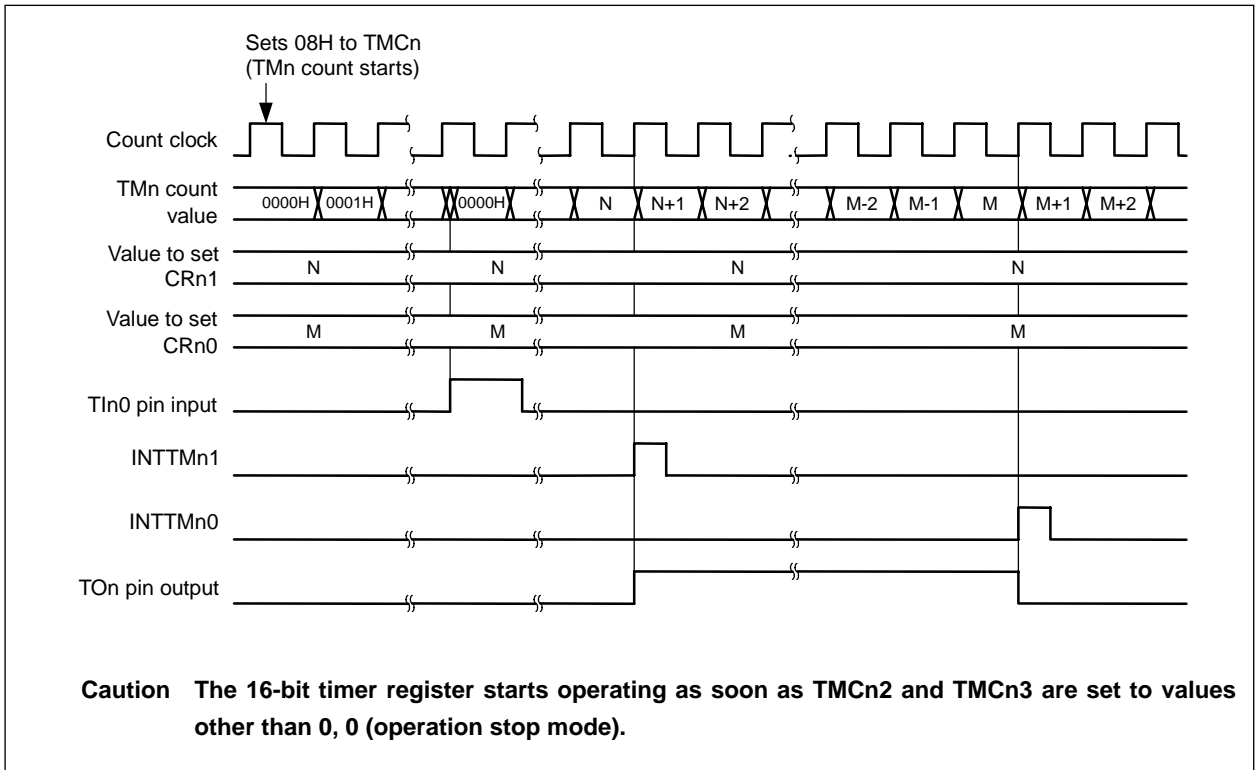 Sets 08H to TMCn
(TMn count starts)
Count clock
TMn count
value
0000H 0001H 0000H N N+1 N+2 M-2 M-1 M M+1 M+2
Value to set
CRn1
N N N N
Value to set
CRn0
M M M M
TIn0 pin input
INTTMn1
INTTMn0
TOn pin output
Caution The 16-bit timer register starts operating as soon as TMCn2 and TMCn3 are set to values
other than 0, 0 (operation stop mode).